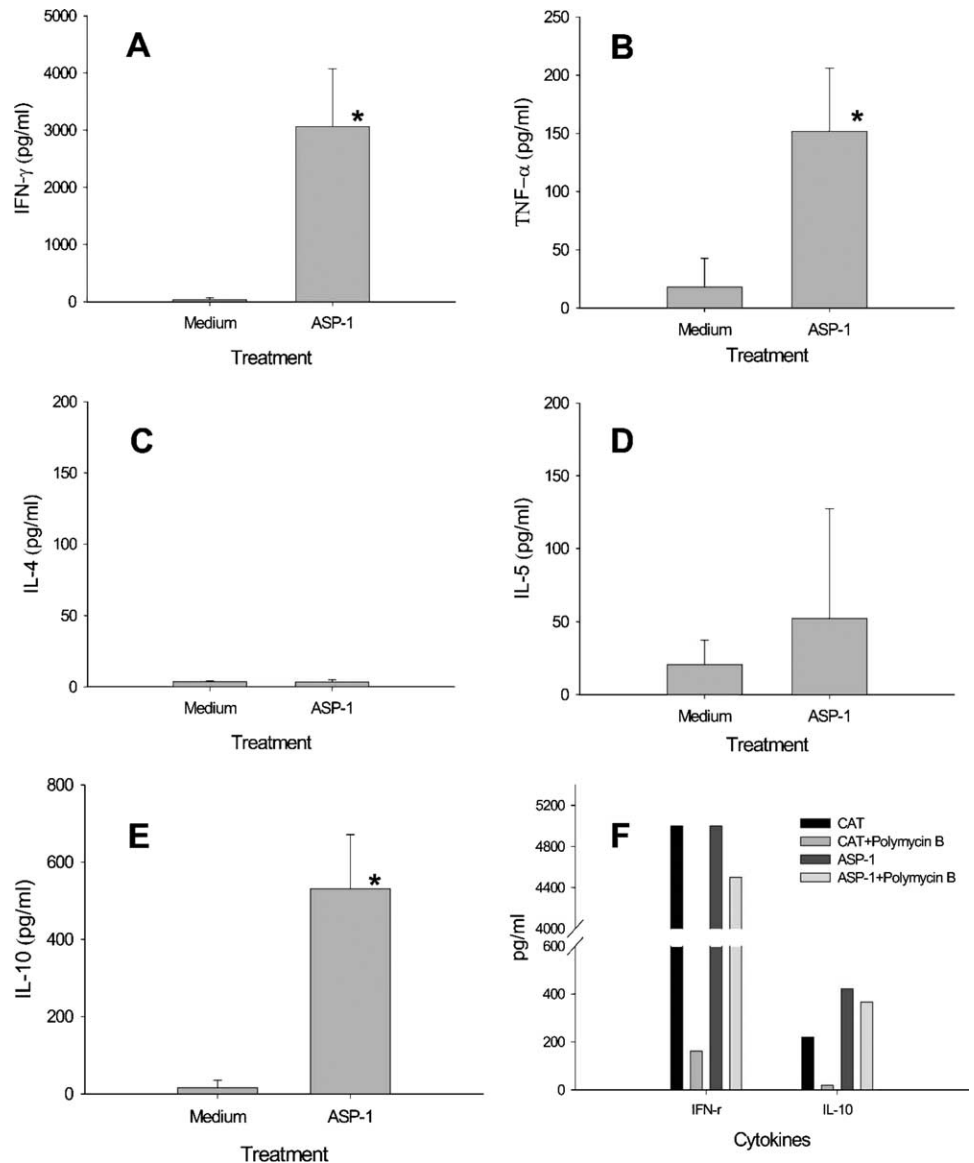 A
IFN-γ (pg/ml)
5000
4000
3000
2000
1000
0
*
Medium
ASP-1
Treatment
B
TNF–α (pg/ml)
250
200
150
100
50
0
*
Medium
ASP-1
Treatment
C
IL-4 (pg/ml)
200
150
100
50
0
Medium
ASP-1
Treatment
D
IL-5 (pg/ml)
200
150
100
50
0
Medium
ASP-1
Treatment
E
IL-10 (pg/ml)
800
600
400
200
0
*
Medium
ASP-1
Treatment
F
pg/ml
5200
4800
4400
4000
600
400
200
0
CAT
CAT+Polymycin B
ASP-1
ASP-1+Polymycin B
IFN-r
IL-10
Cytokines